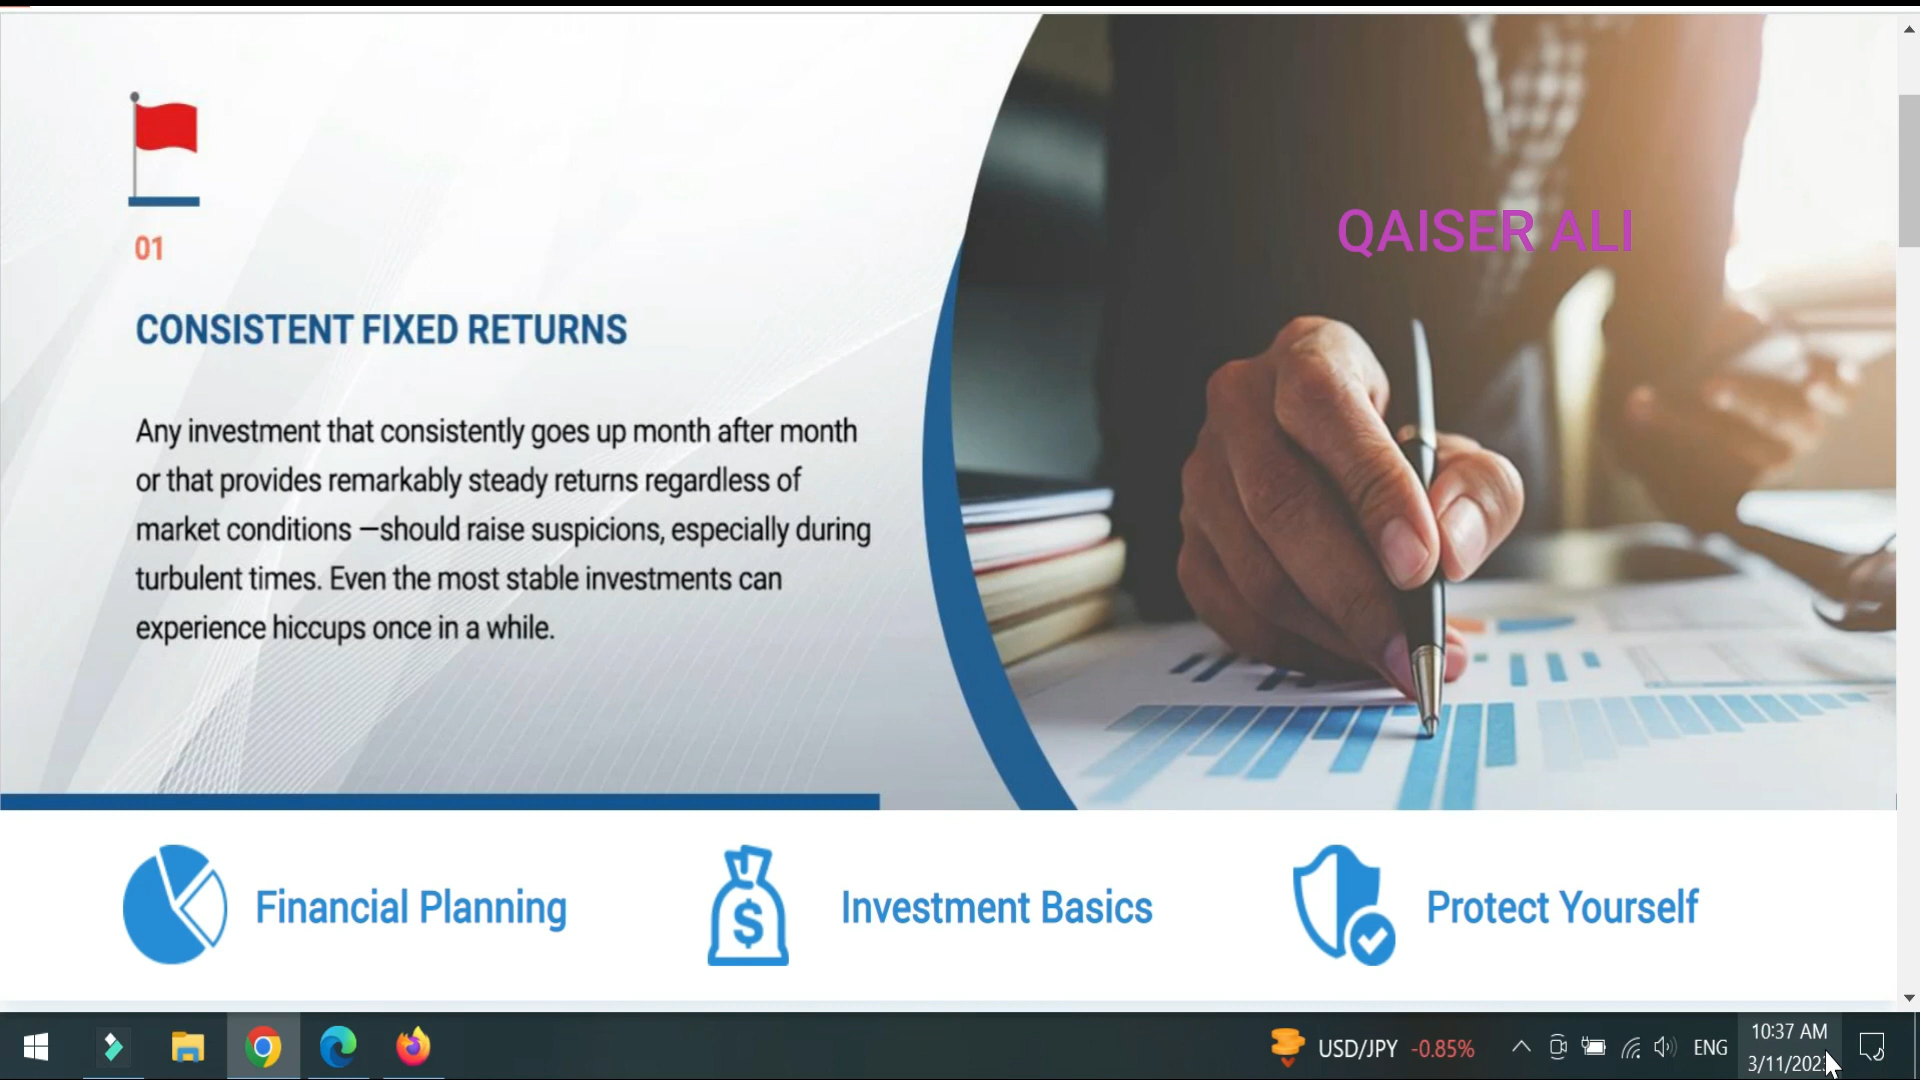 01
CONSISTENT FIXED RETURNS
Any investment that consistently goes up month after month
or that provides remarkably steady returns regardless of
market conditions —should raise suspicions, especially during
turbulent times. Even the most stable investments can
experience hiccups once in a while.
QAISER ALI
Financial Planning
Investment Basics
Protect Yourself
USD/JPY -0.85%
ENG
10:37 AM
3/11/202